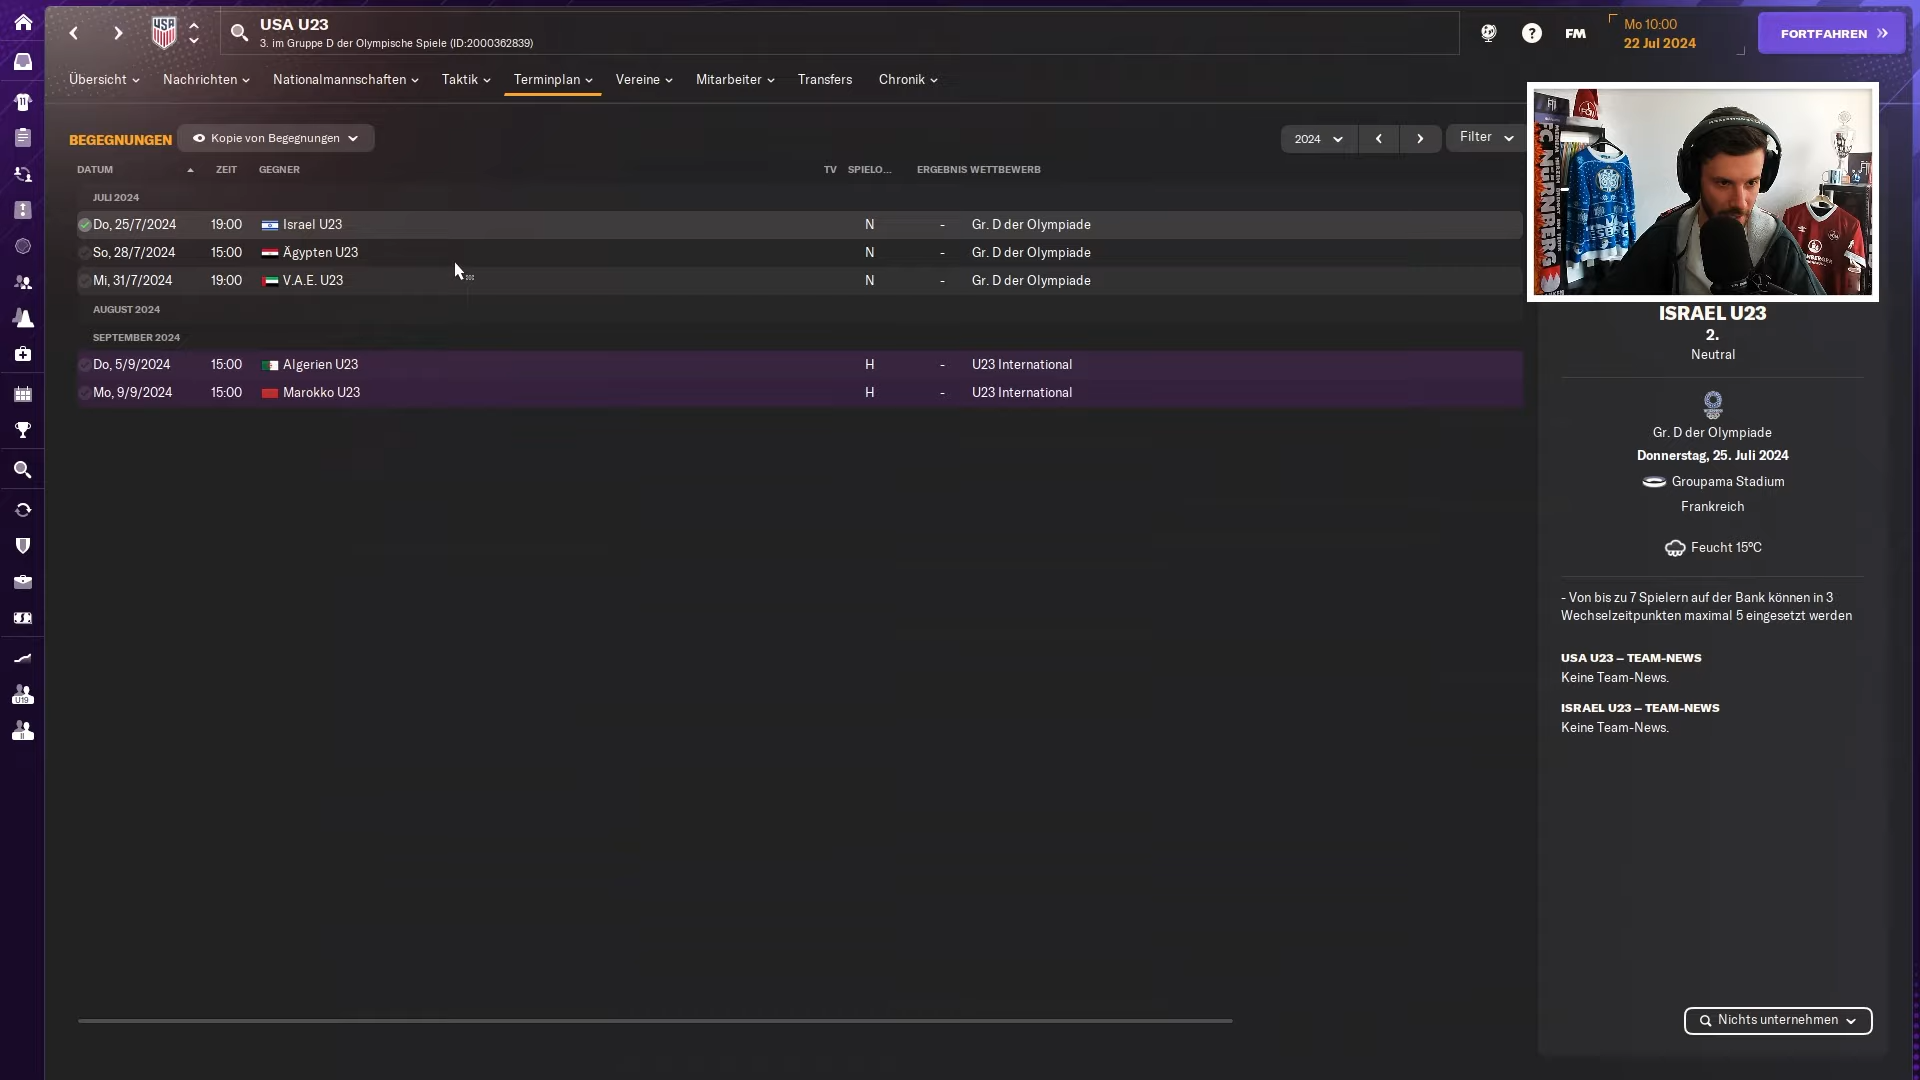 USA U23
3. im Gruppe D der Olympische Spiele (ID:2000362839)
FM
Mo 10:00
22 Jul 2024
FORTFAHREN
Übersicht
Nachrichten
Nationalmannschaften
Taktik
Terminplan
Vereine
Mitarbeiter
Transfers
Chronik
BEGEGNUNGEN
Kopie von Begegnungen
2024
Filter
DATUM ZEIT GEGNER TV SPIELO... ERGEBNIS WETTBEWERB
JULI 2024
Do, 25/7/2024 19:00 Israel U23 N - Gr. D der Olympiade
So, 28/7/2024 15:00 Ägypten U23 N - Gr. D der Olympiade
Mi, 31/7/2024 19:00 V.A.E. U23 N - Gr. D der Olympiade
AUGUST 2024
SEPTEMBER 2024
Do, 5/9/2024 15:00 Algerien U23 H - U23 International
Mo, 9/9/2024 15:00 Marokko U23 H - U23 International
FC NÜRNBERG
ISRAEL U23
2.
Neutral
Gr. D der Olympiade
Donnerstag, 25. Juli 2024
Groupama Stadium
Frankreich
Feucht 15ºC
- Von bis zu 7 Spielern auf der Bank können in 3
Wechselzeitpunkten maximal 5 eingesetzt werden
USA U23 – TEAM-NEWS
Keine Team-News.
ISRAEL U23 – TEAM-NEWS
Keine Team-News.
Nichts unternehmen
U19
II